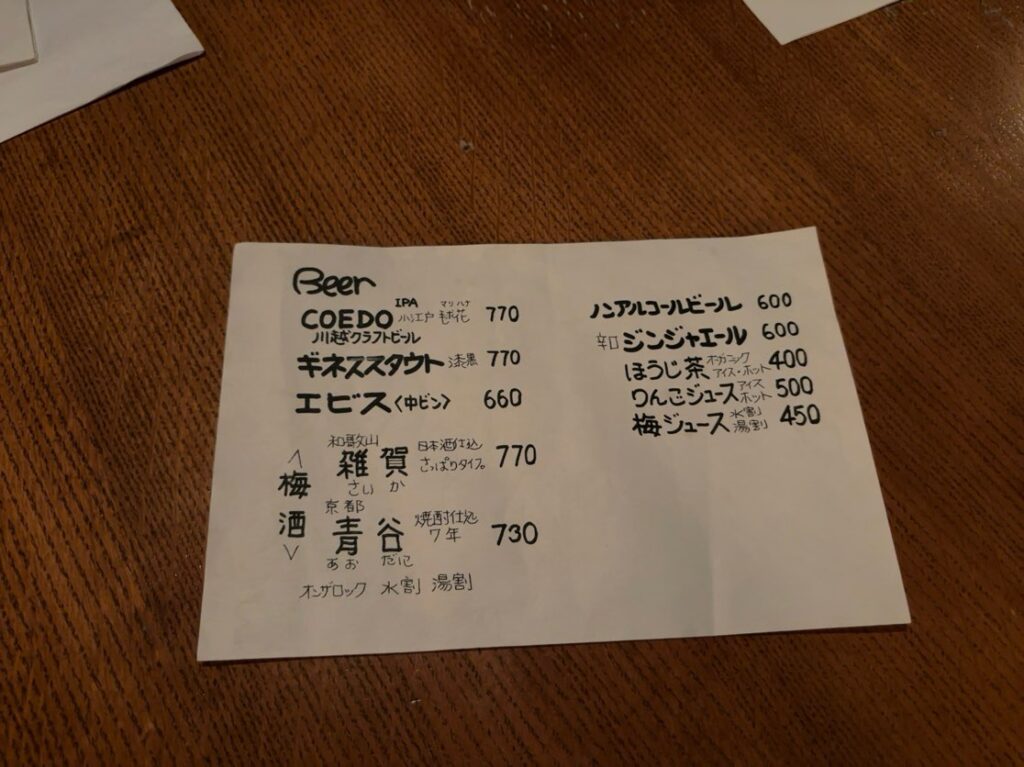 Beer
IPA マリハナ
COEDO 小江戸 毬花 770
川越クラフトビール
ギネススタウト 漆黒 770
エビス〈中ビン〉 660
〈梅酒〉
和歌山 日本酒仕込
雑賀 さっぱりタイプ 770
さいか
京都 焼酎仕込
青谷 7年 730
あおだに
オンザロック 水割 湯割
ノンアルコールビール 600
辛口 ジンジャエール 600
ほうじ茶 オーガニック アイス・ホット 400
りんごジュース アイス ホット 500
梅ジュース 水割 湯割 450